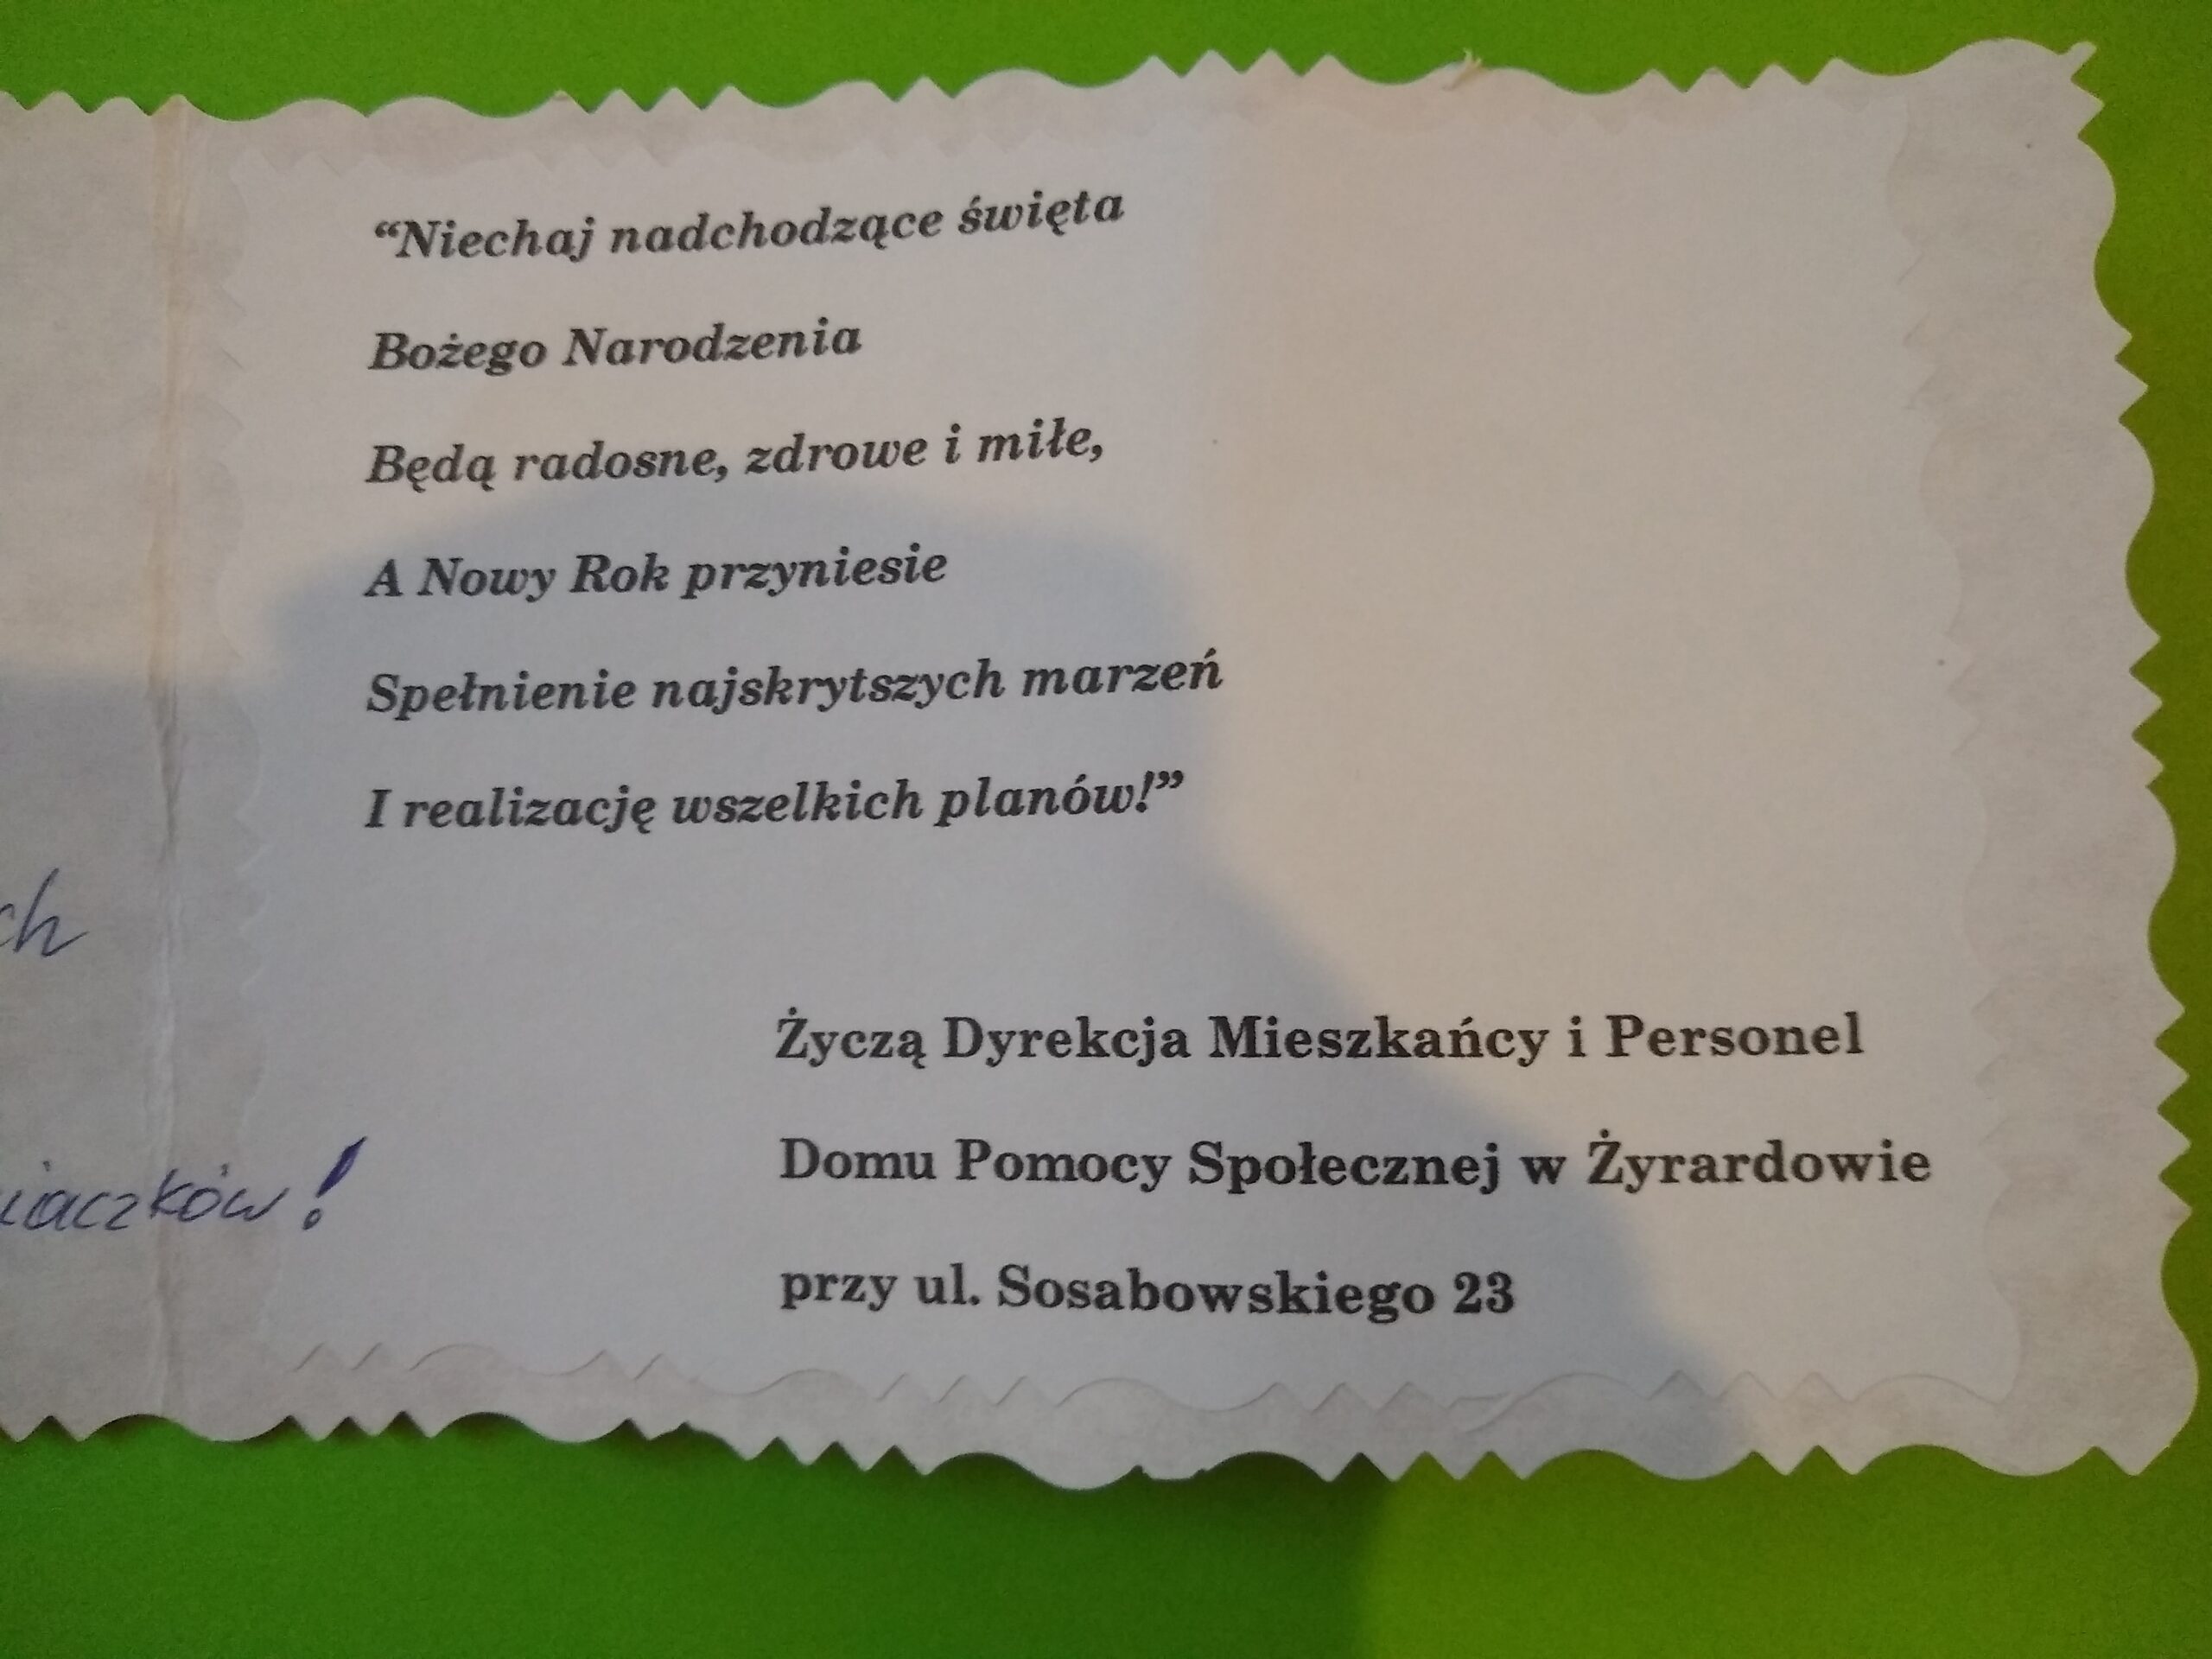 “Niechaj nadchodzące święta
Bożego Narodzenia
Będą radosne, zdrowe i miłe,
A Nowy Rok przyniesie
Spełnienie najskrytszych marzeń
I realizację wszelkich planów!”
Życzą Dyrekcja Mieszkańcy i Personel
Domu Pomocy Społecznej w Żyrardowie
przy ul. Sosabowskiego 23